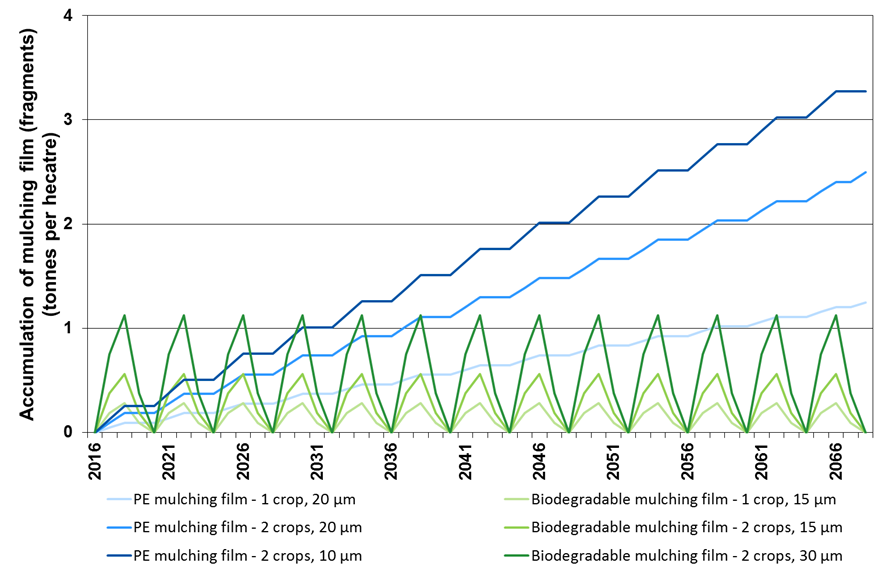 Accumulation of mulching film (fragments)
(tonnes per hecatre)
4
3
2
1
0
2016
2021
2026
2031
2036
2041
2046
2051
2056
2061
2066
PE mulching film - 1 crop, 20 µm
Biodegradable mulching film - 1 crop, 15 µm
PE mulching film - 2 crops, 20 µm
Biodegradable mulching film - 2 crops, 15 µm
PE mulching film - 2 crops, 10 µm
Biodegradable mulching film - 2 crops, 30 µm